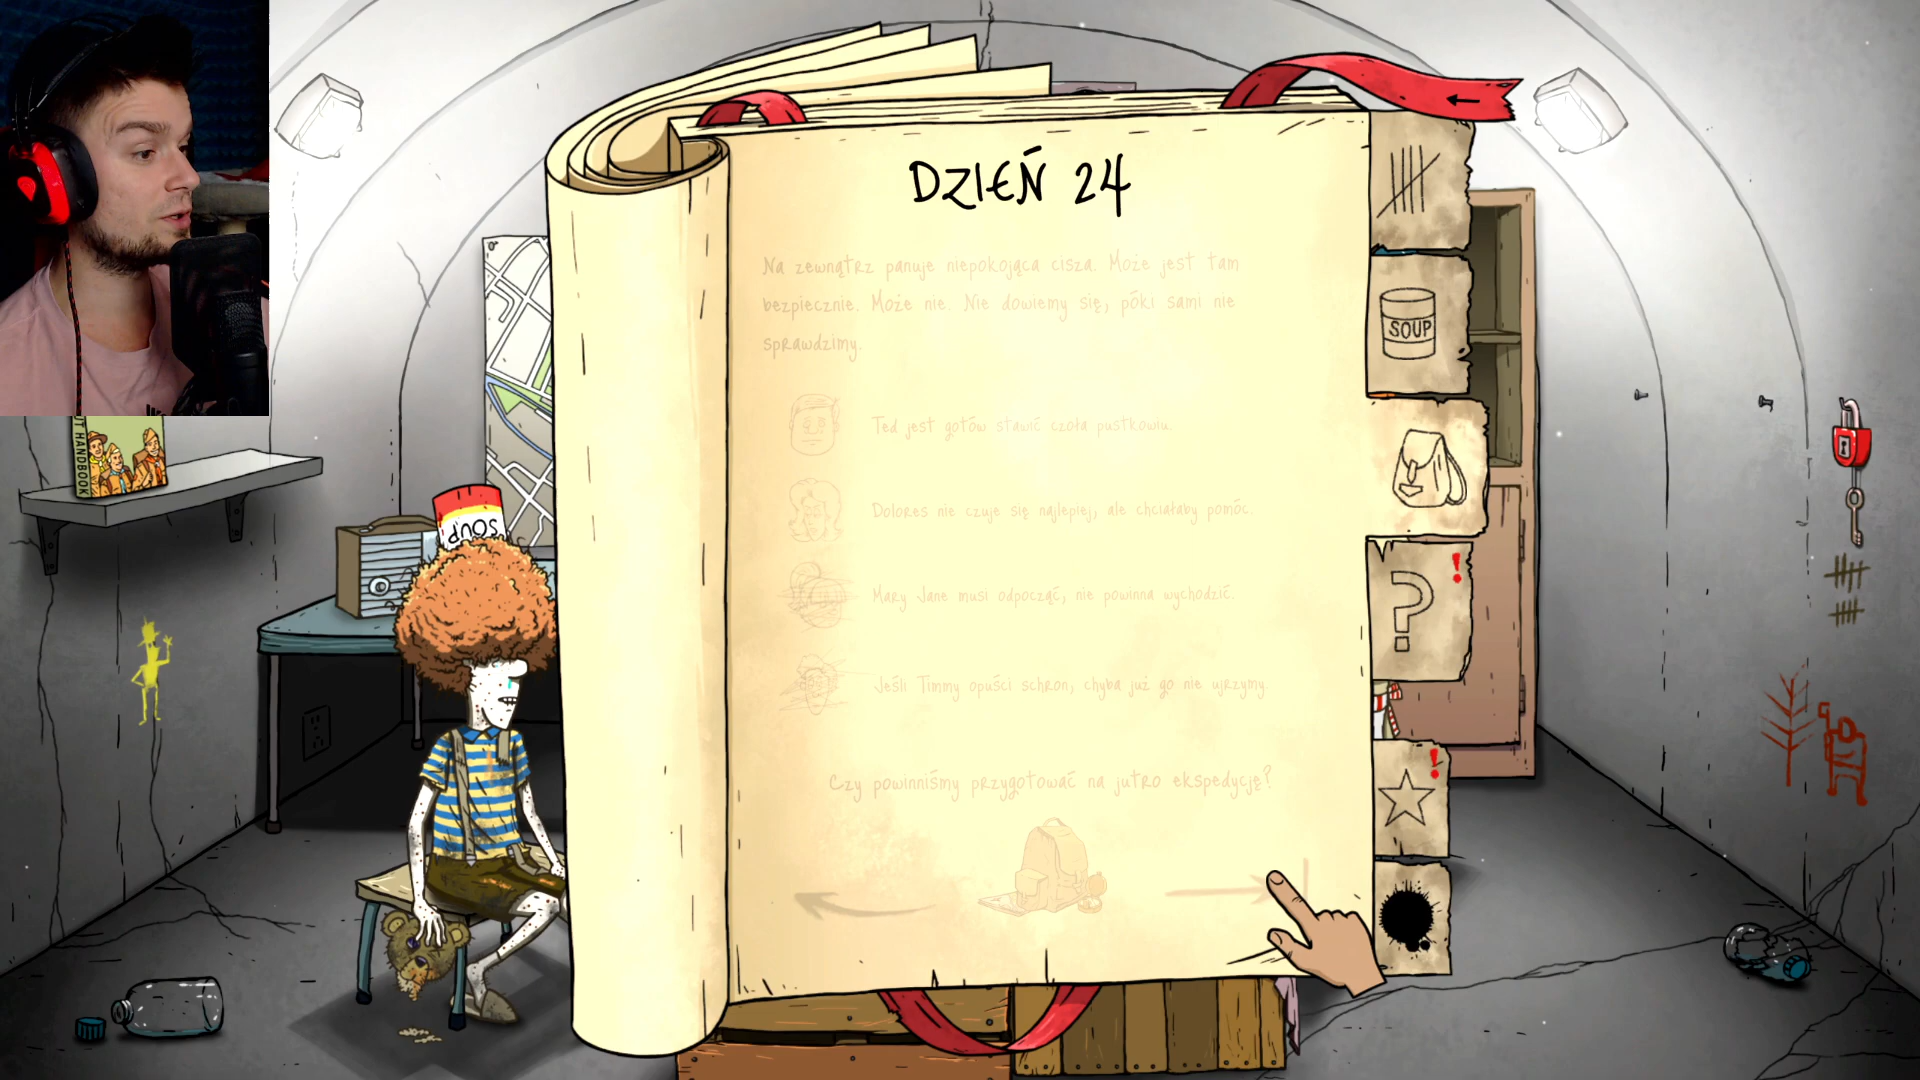 DZIEŃ 24
Na zewnątrz panuje niepokojąca cisza. Może jest tam
bezpiecznie. Może nie. Nie dowiemy się, póki sami nie
sprawdzimy.
Ted jest gotów stawić czoła pustkowiu.
Dolores nie czuje się najlepiej, ale chciałaby pomóc.
Mary Jane musi odpocząć, nie powinna wychodzić.
Jeśli Timmy opuści schron, chyba już go nie ujrzymy.
Czy powinniśmy przygotować na jutro ekspedycję?
SOUP
?
!
!
SOUP
HANDBOOK